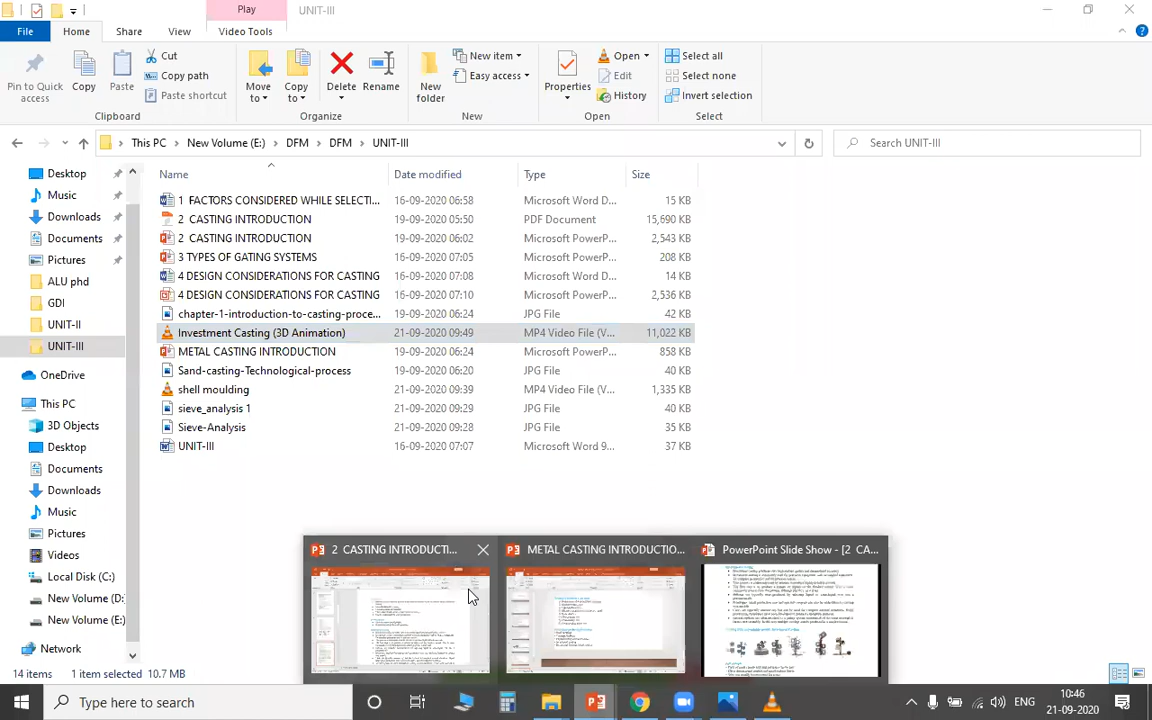 Play UNIT-III
File Home Share View Video Tools
Pin to Quick access
Copy
Paste
Cut
Copy path
Paste shortcut
Clipboard
Move to
Copy to
Delete
Rename
Organize
New folder
New item
Easy access
New
Properties
Open
Edit
History
Open
Select all
Select none
Invert selection
Select
This PC New Volume (E:) DFM DFM UNIT-III
Search UNIT-III
Desktop
Music
Downloads
Documents
Pictures
ALU phd
GDI
UNIT-II
UNIT-III
OneDrive
This PC
3D Objects
Desktop
Documents
Downloads
Music
Pictures
Videos
Local Disk (C:)
New Volume (D:
New Volume (E:)
Network
Name Date modified Type Size
1 FACTORS CONSIDERED WHILE SELECTI... 16-09-2020 06:58 Microsoft Word D... 15 KB
2 CASTING INTRODUCTION 19-09-2020 05:50 PDF Document 15,690 KB
2 CASTING INTRODUCTION 19-09-2020 06:02 Microsoft PowerP... 2,543 KB
3 TYPES OF GATING SYSTEMS 16-09-2020 07:05 Microsoft PowerP... 208 KB
4 DESIGN CONSIDERATIONS FOR CASTING 16-09-2020 07:08 Microsoft Word D... 14 KB
4 DESIGN CONSIDERATIONS FOR CASTING 16-09-2020 07:10 Microsoft PowerP... 2,536 KB
chapter-1-introduction-to-casting-proce... 19-09-2020 06:24 JPG File 42 KB
Investment Casting (3D Animation) 21-09-2020 09:49 MP4 Video File (V... 11,022 KB
METAL CASTING INTRODUCTION 19-09-2020 06:24 Microsoft PowerP... 858 KB
Sand-casting-Technological-process 19-09-2020 06:20 JPG File 40 KB
shell moulding 21-09-2020 09:39 MP4 Video File (V... 1,335 KB
sieve_analysis 1 21-09-2020 09:29 JPG File 40 KB
Sieve-Analysis 21-09-2020 09:28 JPG File 35 KB
UNIT-III 16-09-2020 07:07 Microsoft Word 9... 37 KB
2 CASTING INTRODUCTI... METAL CASTING INTRODUCTIO... PowerPoint Slide Show - [2 CA...
14 items 1 item selected 10.7 MB
Type here to search
ENG
10:46
21-09-2020